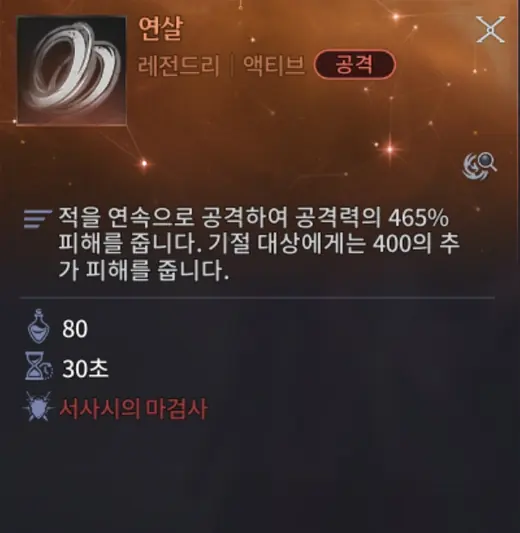 연살
레전드리 | 액티브 공격
적을 연속으로 공격하여 공격력의 465%
피해를 줍니다. 기절 대상에게는 400의 추
가 피해를 줍니다.
80
30초
서사시의 마검사